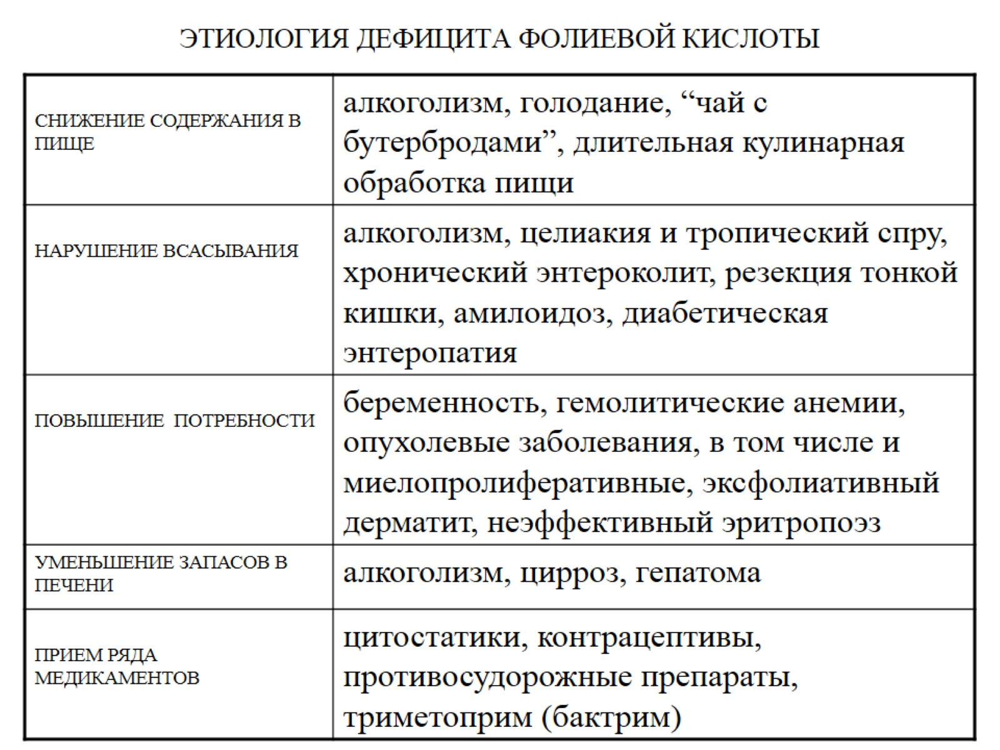 ЭТИОЛОГИЯ ДЕФИЦИТА ФОЛИЕВОЙ КИСЛОТЫ
СНИЖЕНИЕ СОДЕРЖАНИЯ В
ПИЩЕ
алкоголизм, голодание, “чай с
бутербродами”, длительная кулинарная
обработка пищи
НАРУШЕНИЕ ВСАСЫВАНИЯ
алкоголизм, целиакия и тропический спру,
хронический энтероколит, резекция тонкой
кишки, амилоидоз, диабетическая
энтеропатия
ПОВЫШЕНИЕ ПОТРЕБНОСТИ
беременность, гемолитические анемии,
опухолевые заболевания, в том числе и
миелопролиферативные, эксфолиативный
дерматит, неэффективный эритропоэз
УМЕНЬШЕНИЕ ЗАПАСОВ В
ПЕЧЕНИ
алкоголизм, цирроз, гепатома
ПРИЕМ РЯДА
МЕДИКАМЕНТОВ
цитостатики, контрацептивы,
противосудорожные препараты,
триметоприм (бактрим)